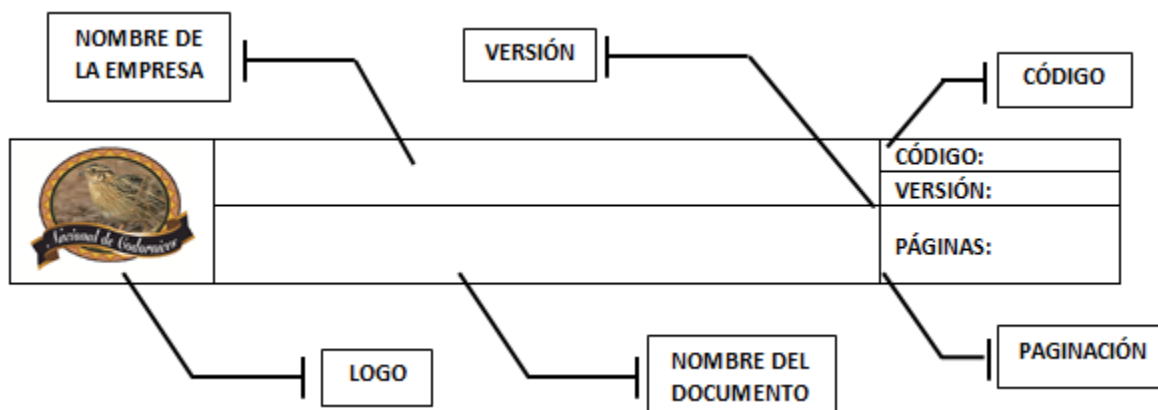 NOMBRE DE
LA EMPRESA
VERSIÓN
CÓDIGO
CÓDIGO:
VERSIÓN:
Nacional de Codornices
PÁGINAS:
LOGO
NOMBRE DEL
DOCUMENTO
PAGINACIÓN